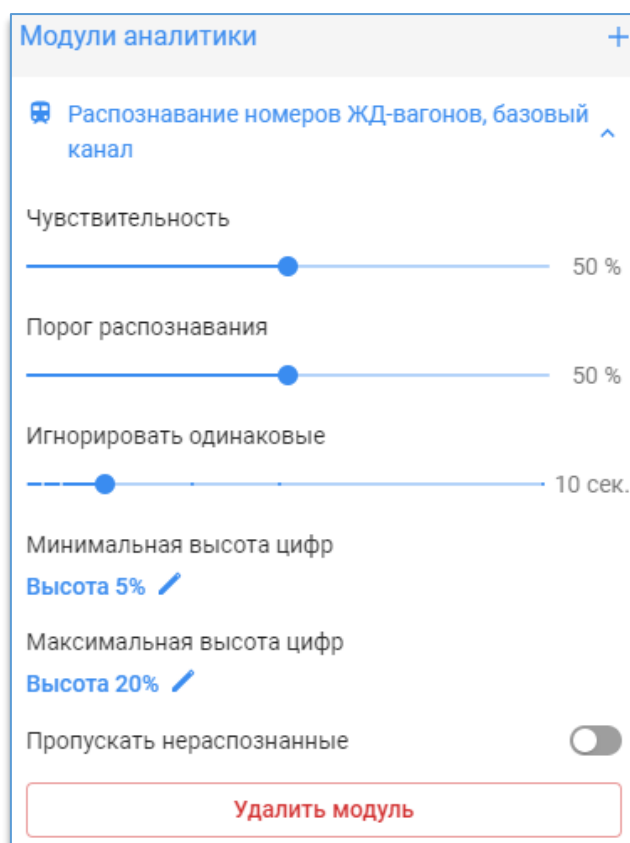 Модули аналитики +
Распознавание номеров ЖД-вагонов, базовый
канал
Чувствительность
50 %
Порог распознавания
50 %
Игнорировать одинаковые
10 сек.
Минимальная высота цифр
Высота 5%
Максимальная высота цифр
Высота 20%
Пропускать нераспознанные
Удалить модуль